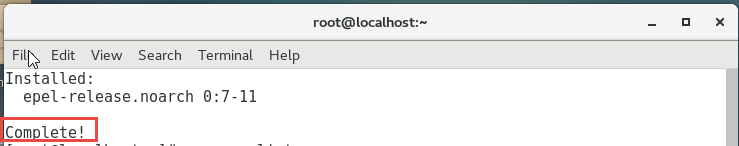 root@localhost:~
File Edit View Search Terminal Help
Installed:
epel-release.noarch 0:7-11
Complete!